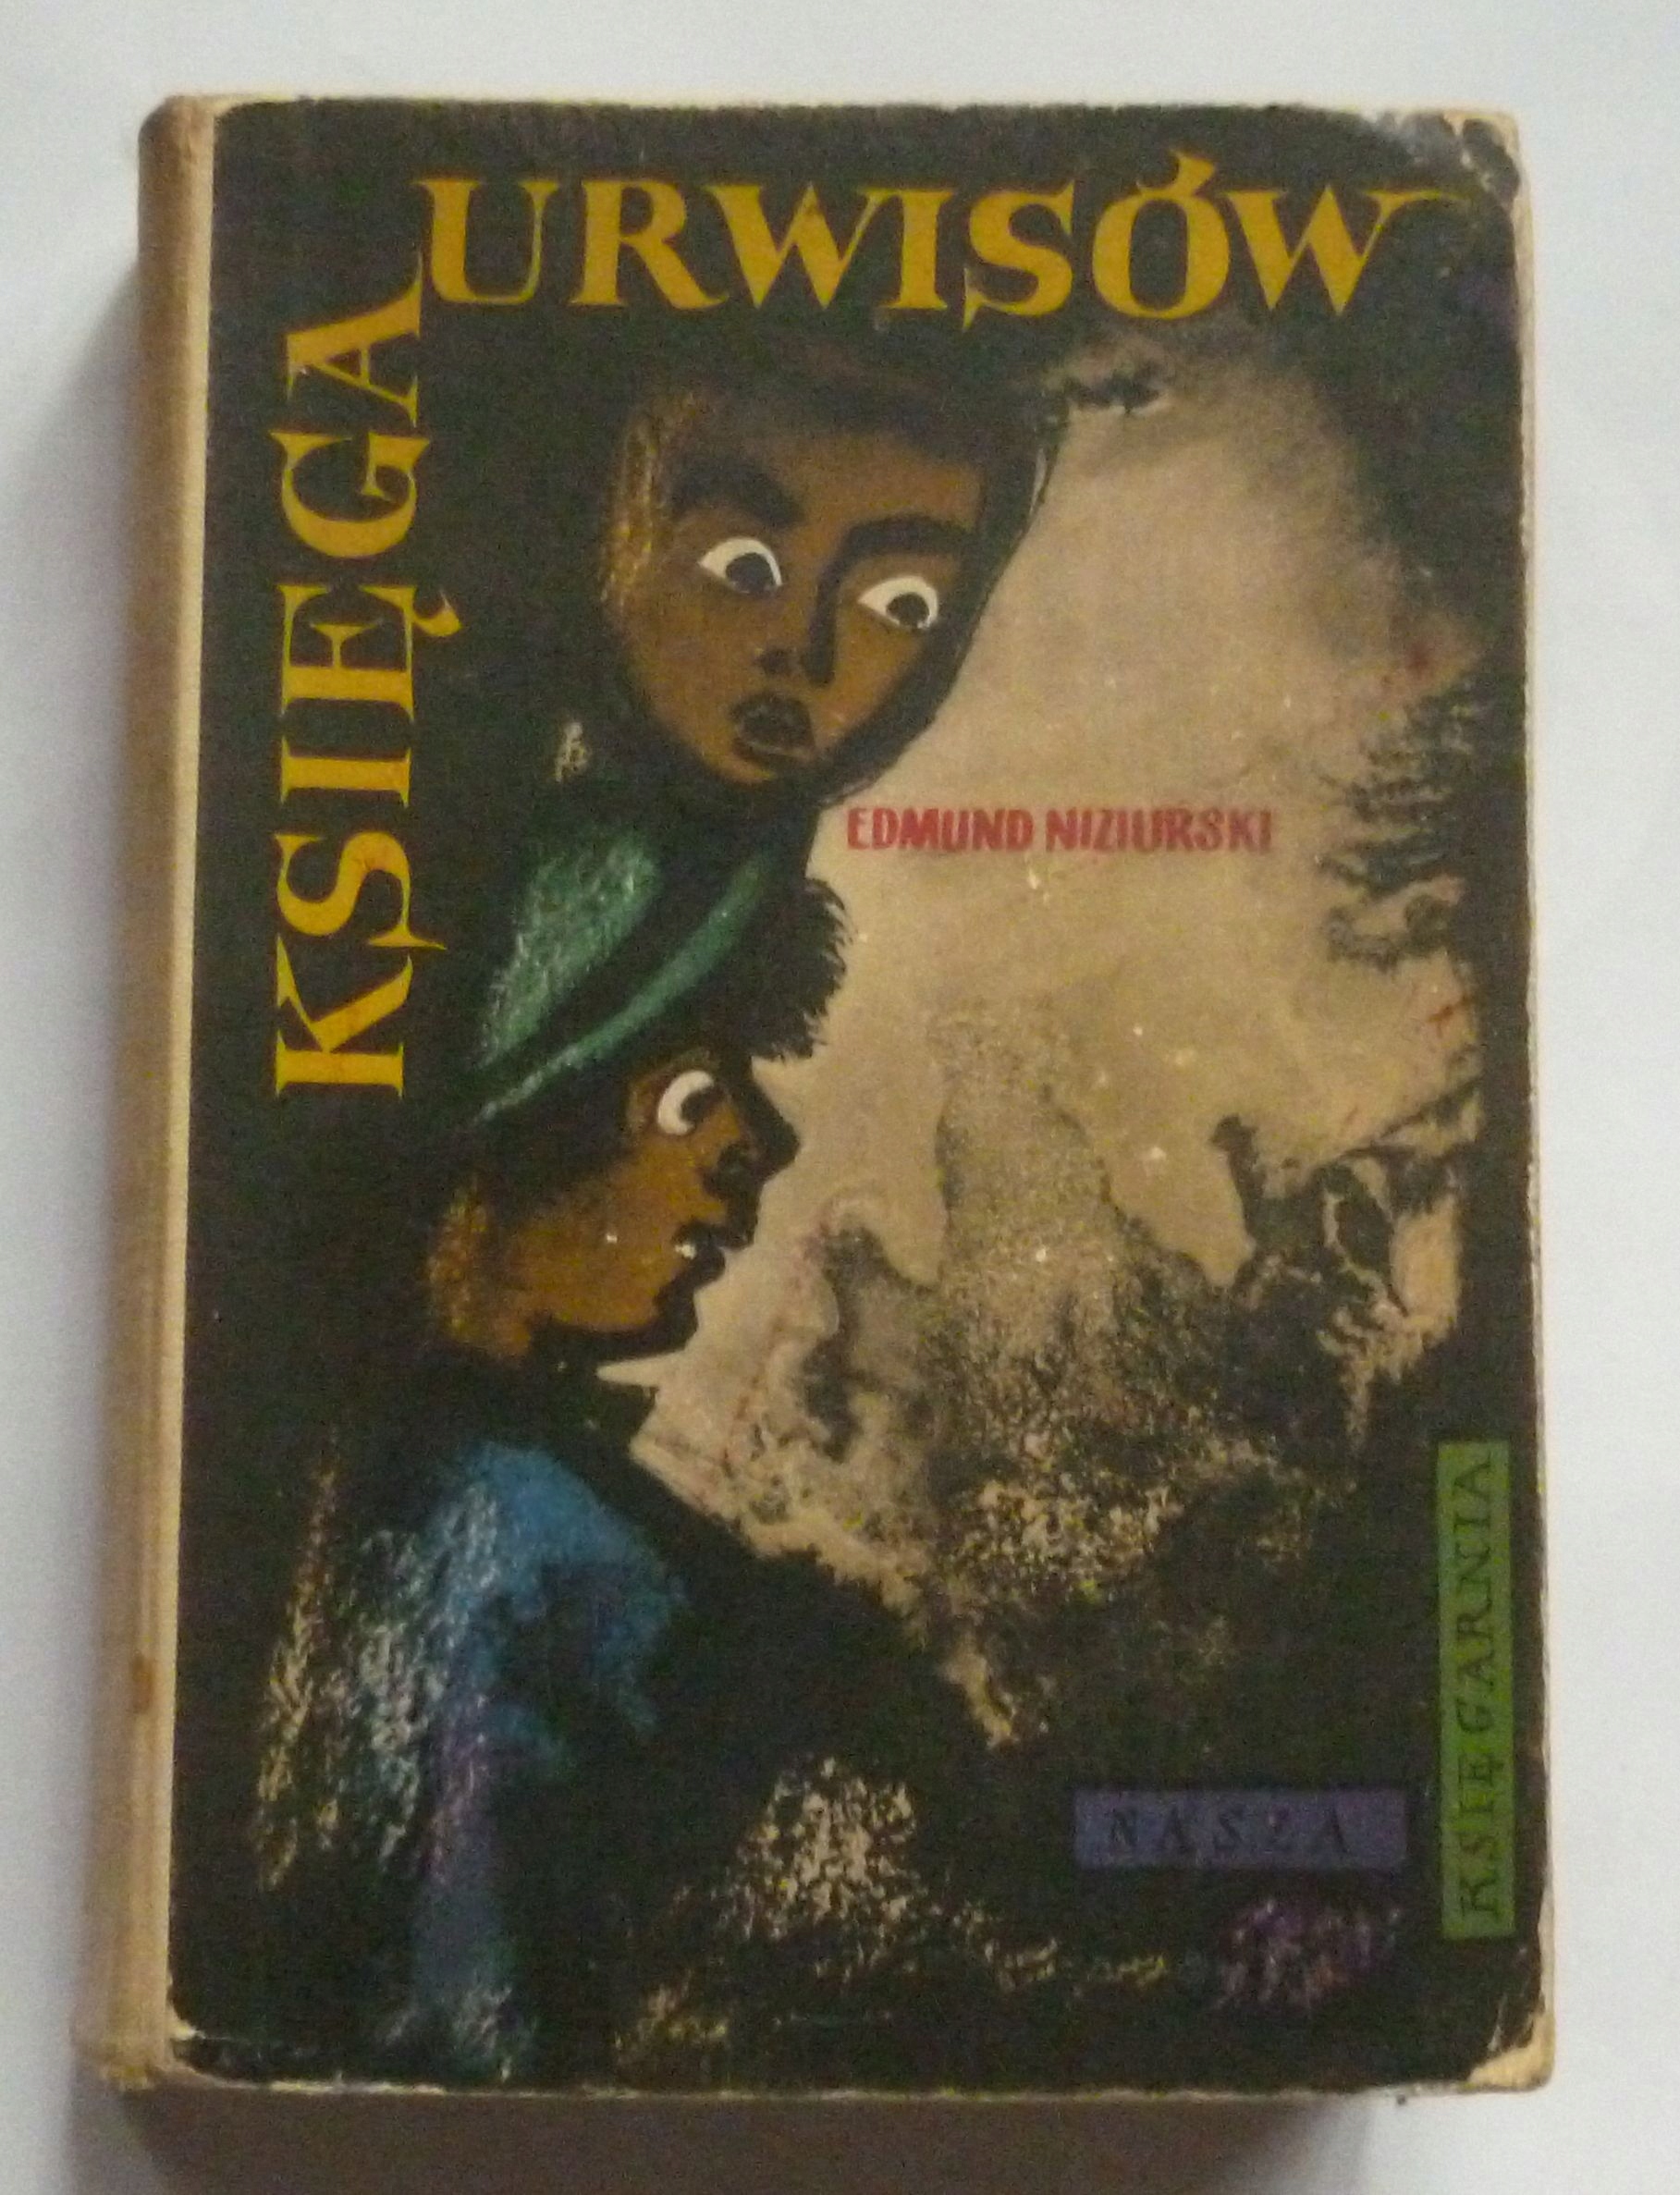 KSIĘGA
URWISÓW
EDMUND NIZIURSKI
NASZA
KSIĘGARNIA